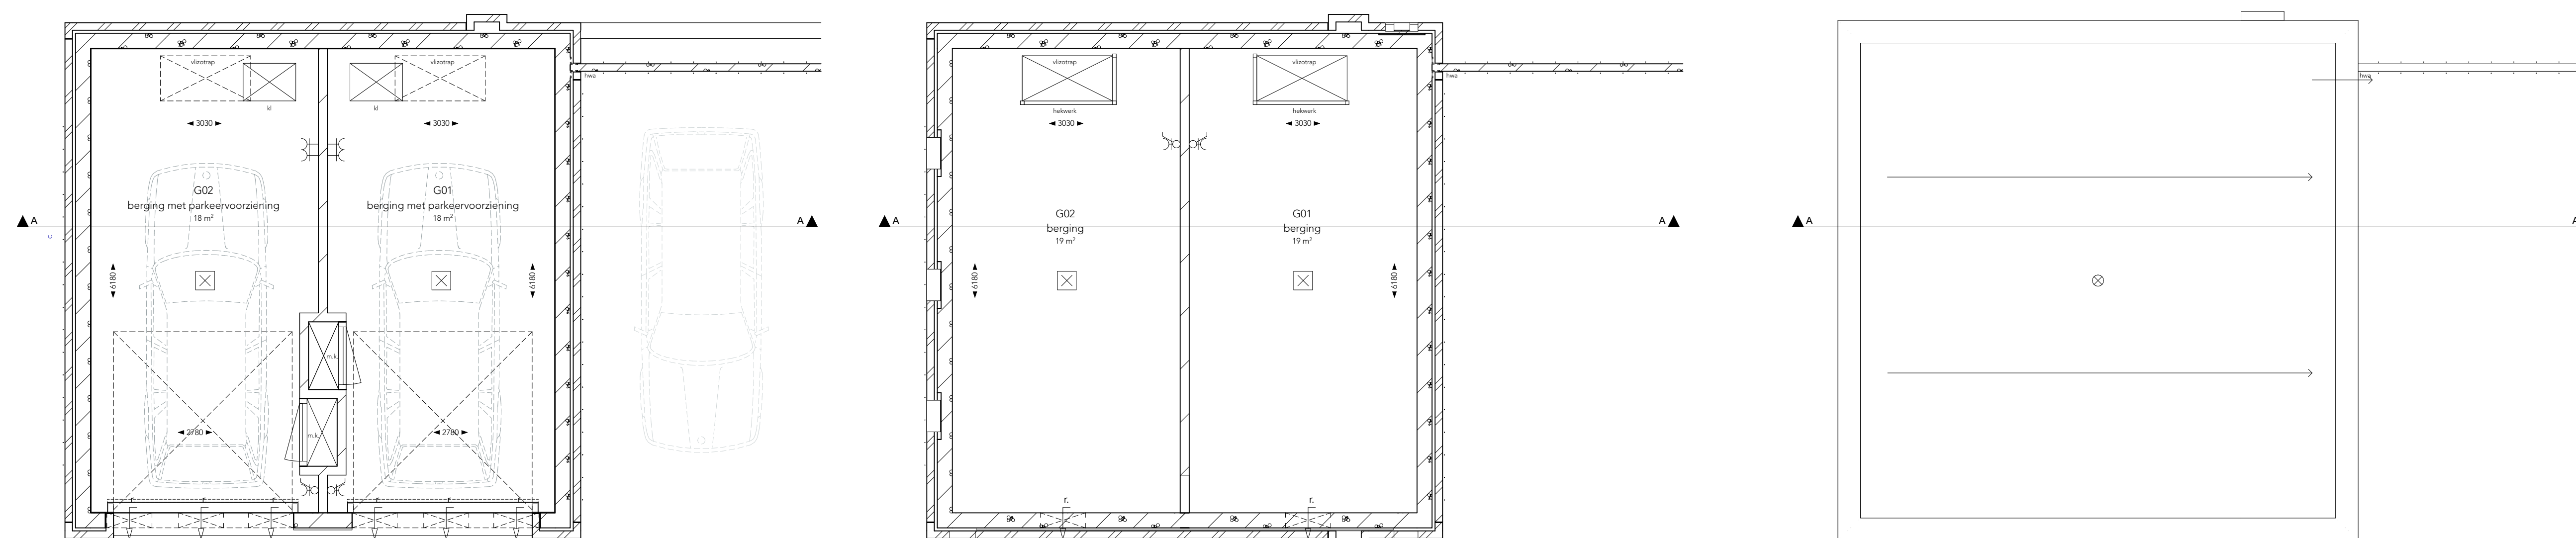 vlizotrap
vlizotrap
kl
kl
hwa
3030
3030
G02
berging met parkeervoorziening
18 m²
G01
berging met parkeervoorziening
18 m²
A
A
6180
6180
m.k.
m.k.
2780
2780
r.
r.
r.
r.
r.
r.
vlizotrap
vlizotrap
hekwerk
hekwerk
hwa
3030
3030
G02
berging
19 m²
G01
berging
19 m²
A
A
6180
6180
r.
r.
hwa
A
A